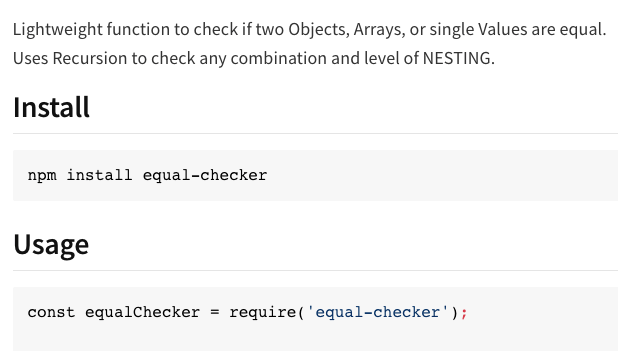 Lightweight function to check if two Objects, Arrays, or single Values are equal.
Uses Recursion to check any combination and level of NESTING.
Install
npm install equal-checker
Usage
const equalChecker = require('equal-checker');